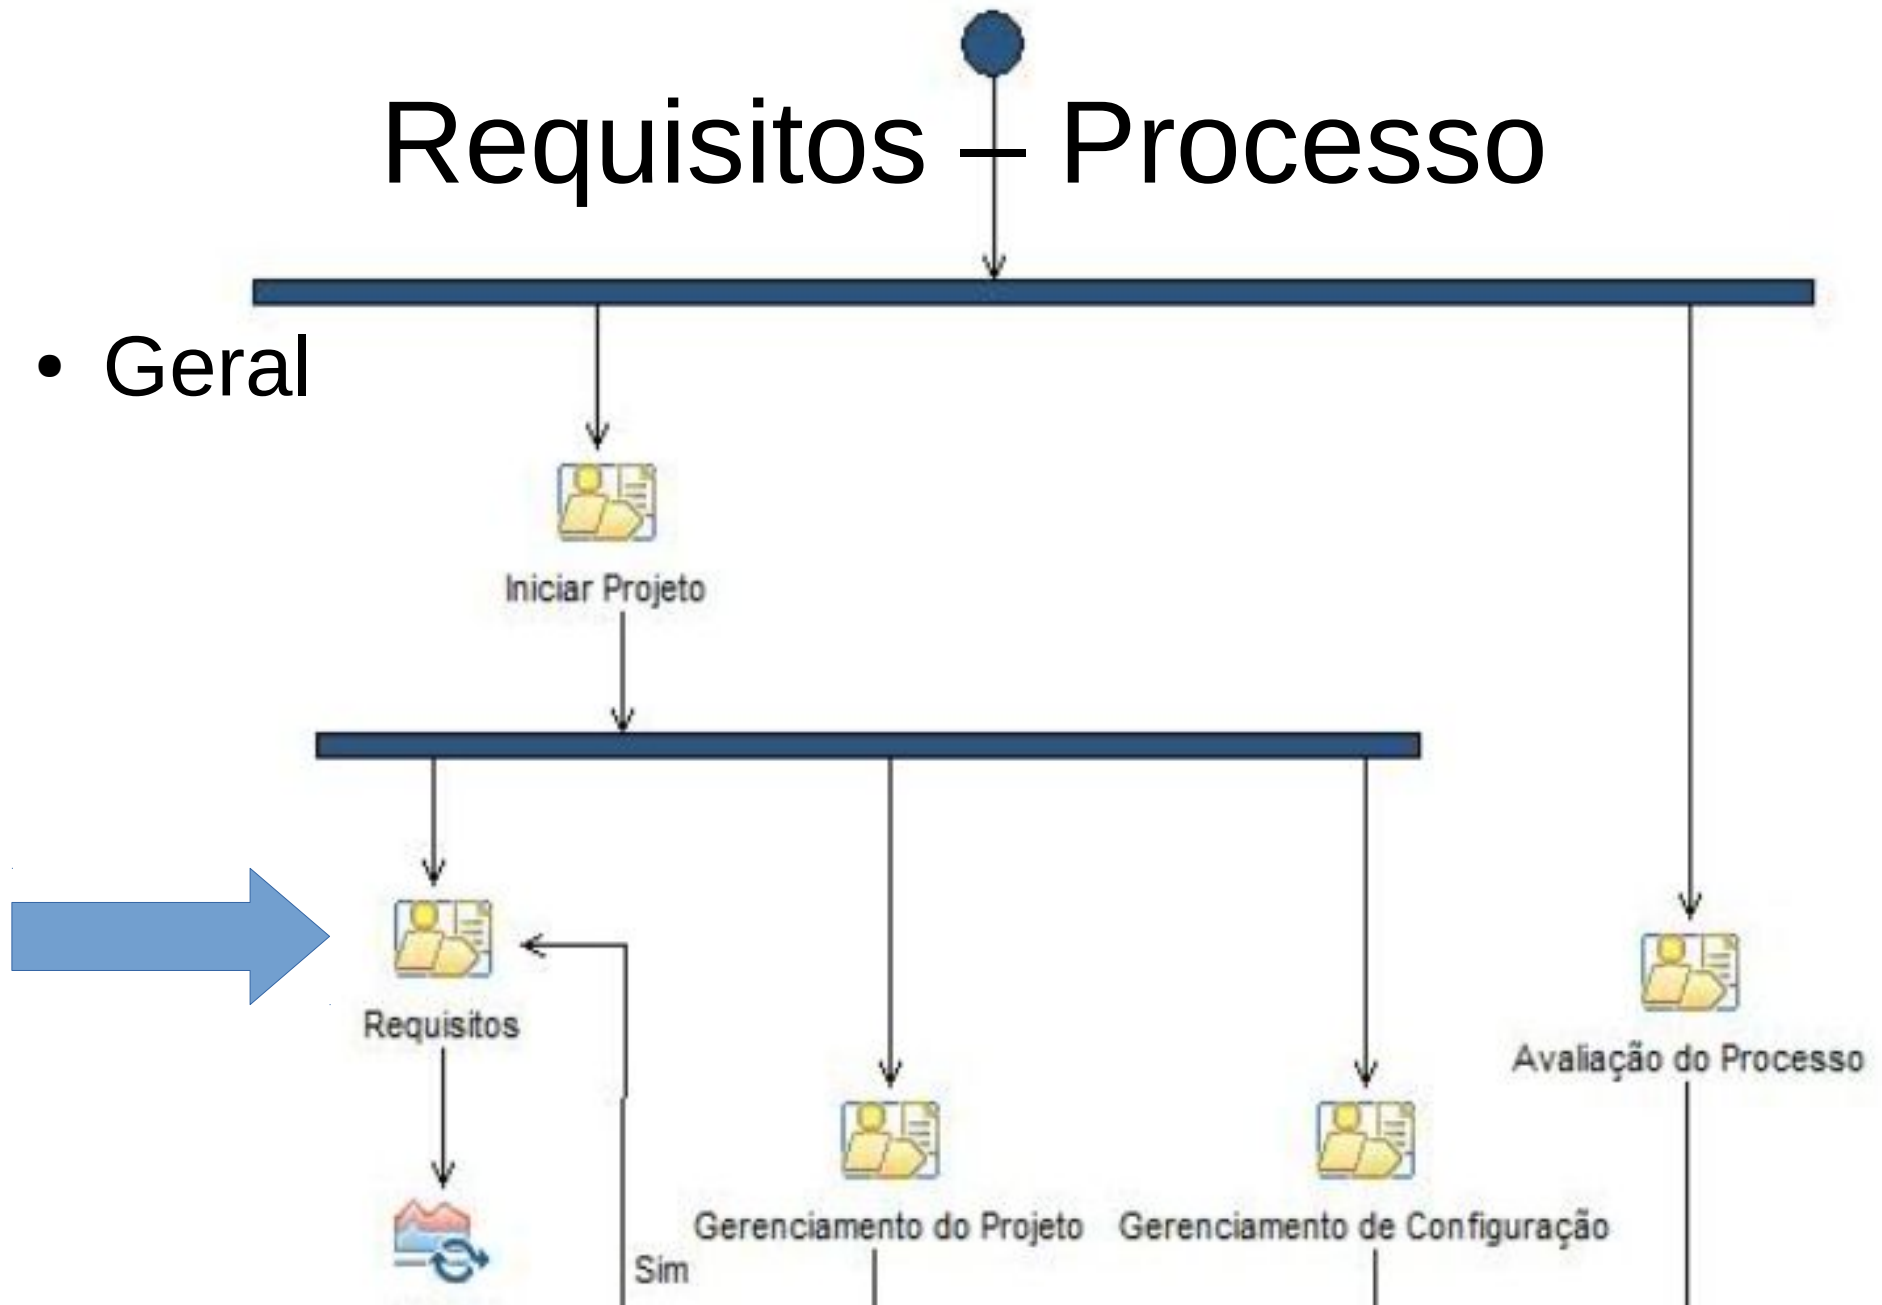 Requisitos – Processo
• Geral
Iniciar Projeto
Requisitos
Avaliação do Processo
Gerenciamento do Projeto
Gerenciamento de Configuração
Sim